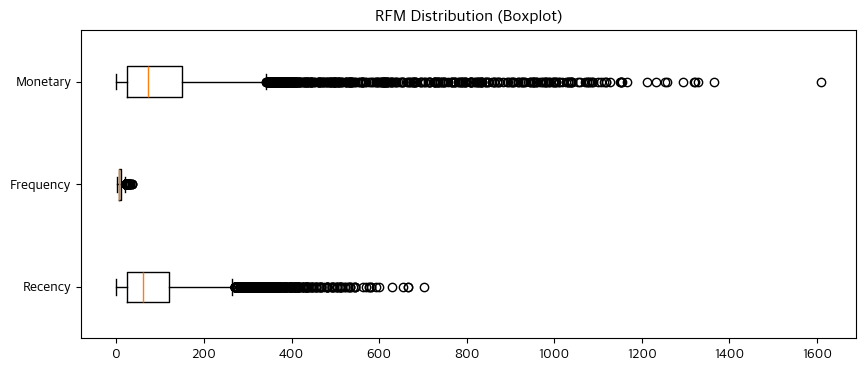 RFM Distribution (Boxplot)
Monetary
Frequency
Recency
0 200 400 600 800 1000 1200 1400 1600